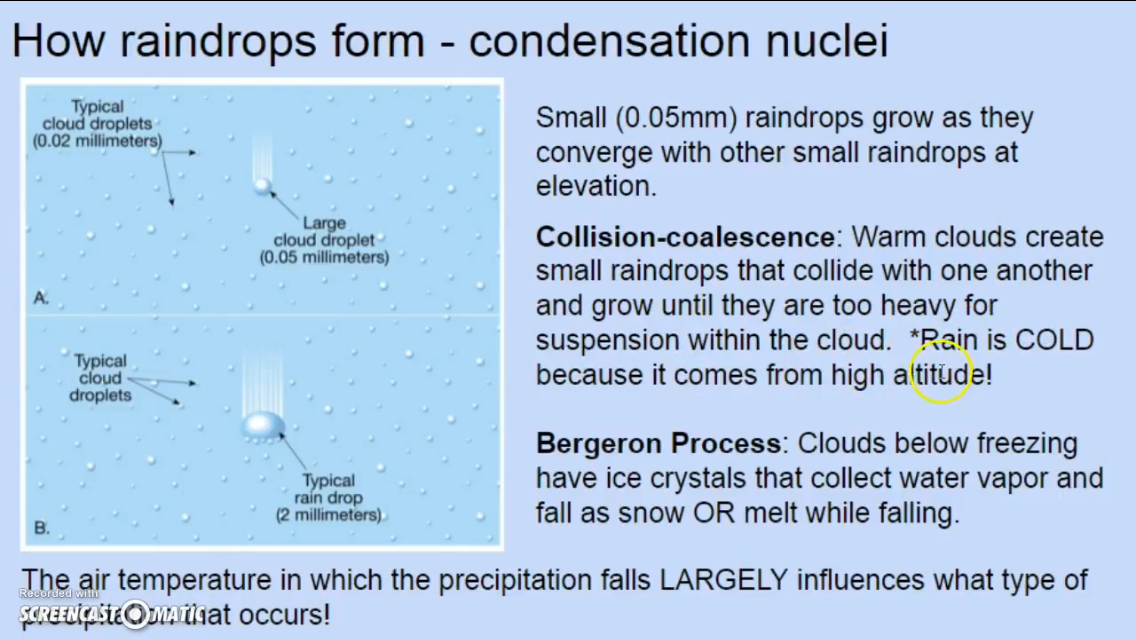 How raindrops form - condensation nuclei
Typical
cloud droplets
(0.02 millimeters)
Large
cloud droplet
(0.05 millimeters)
A.
Typical
cloud
droplets
Typical
rain drop
(2 millimeters)
B.
Small (0.05mm) raindrops grow as they
converge with other small raindrops at
elevation.
Collision-coalescence: Warm clouds create
small raindrops that collide with one another
and grow until they are too heavy for
suspension within the cloud. *Rain is COLD
because it comes from high altitude!
Bergeron Process: Clouds below freezing
have ice crystals that collect water vapor and
fall as snow OR melt while falling.
The air temperature in which the precipitation falls LARGELY influences what type of
precipitation that occurs!
Recorded with
SCREENCAST-O-MATIC